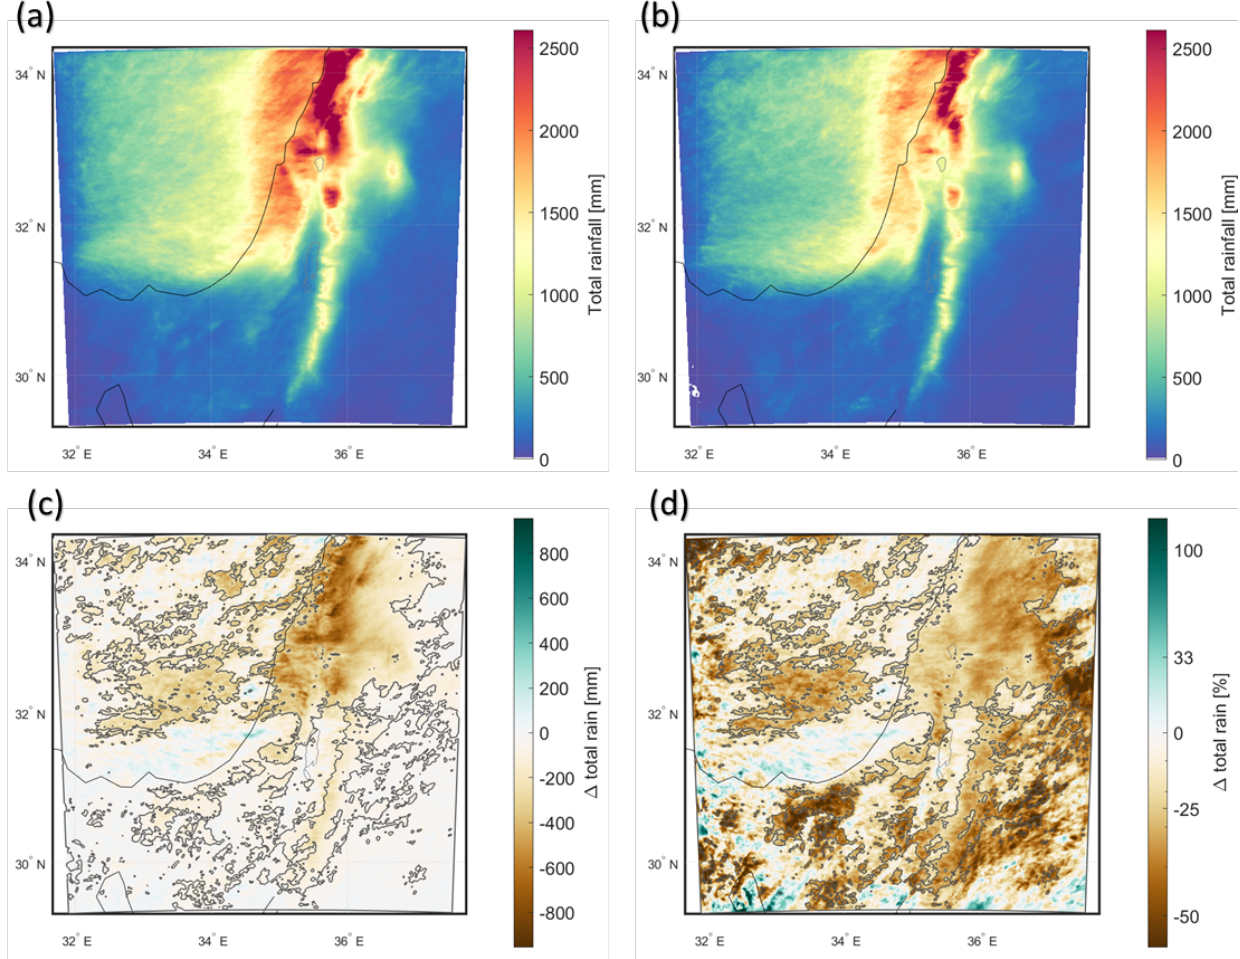 (a)
34°N
32°N
30°N
32°E
34°E
36°E
2500
2000
1500
1000
500
0
Total rainfall [mm]
(b)
34°N
32°N
30°N
32°E
34°E
36°E
2500
2000
1500
1000
500
0
Total rainfall [mm]
(c)
34°N
32°N
30°N
32°E
34°E
36°E
800
600
400
200
0
-200
-400
-600
-800
Δ total rain [mm]
(d)
34°N
32°N
30°N
32°E
34°E
36°E
100
33
0
-25
-50
Δ total rain [%]